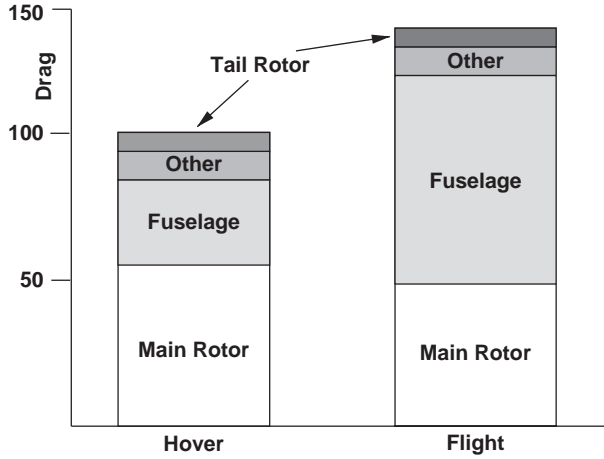 150
Drag
100
50
Tail Rotor
Other
Fuselage
Main Rotor
Other
Fuselage
Main Rotor
Hover
Flight